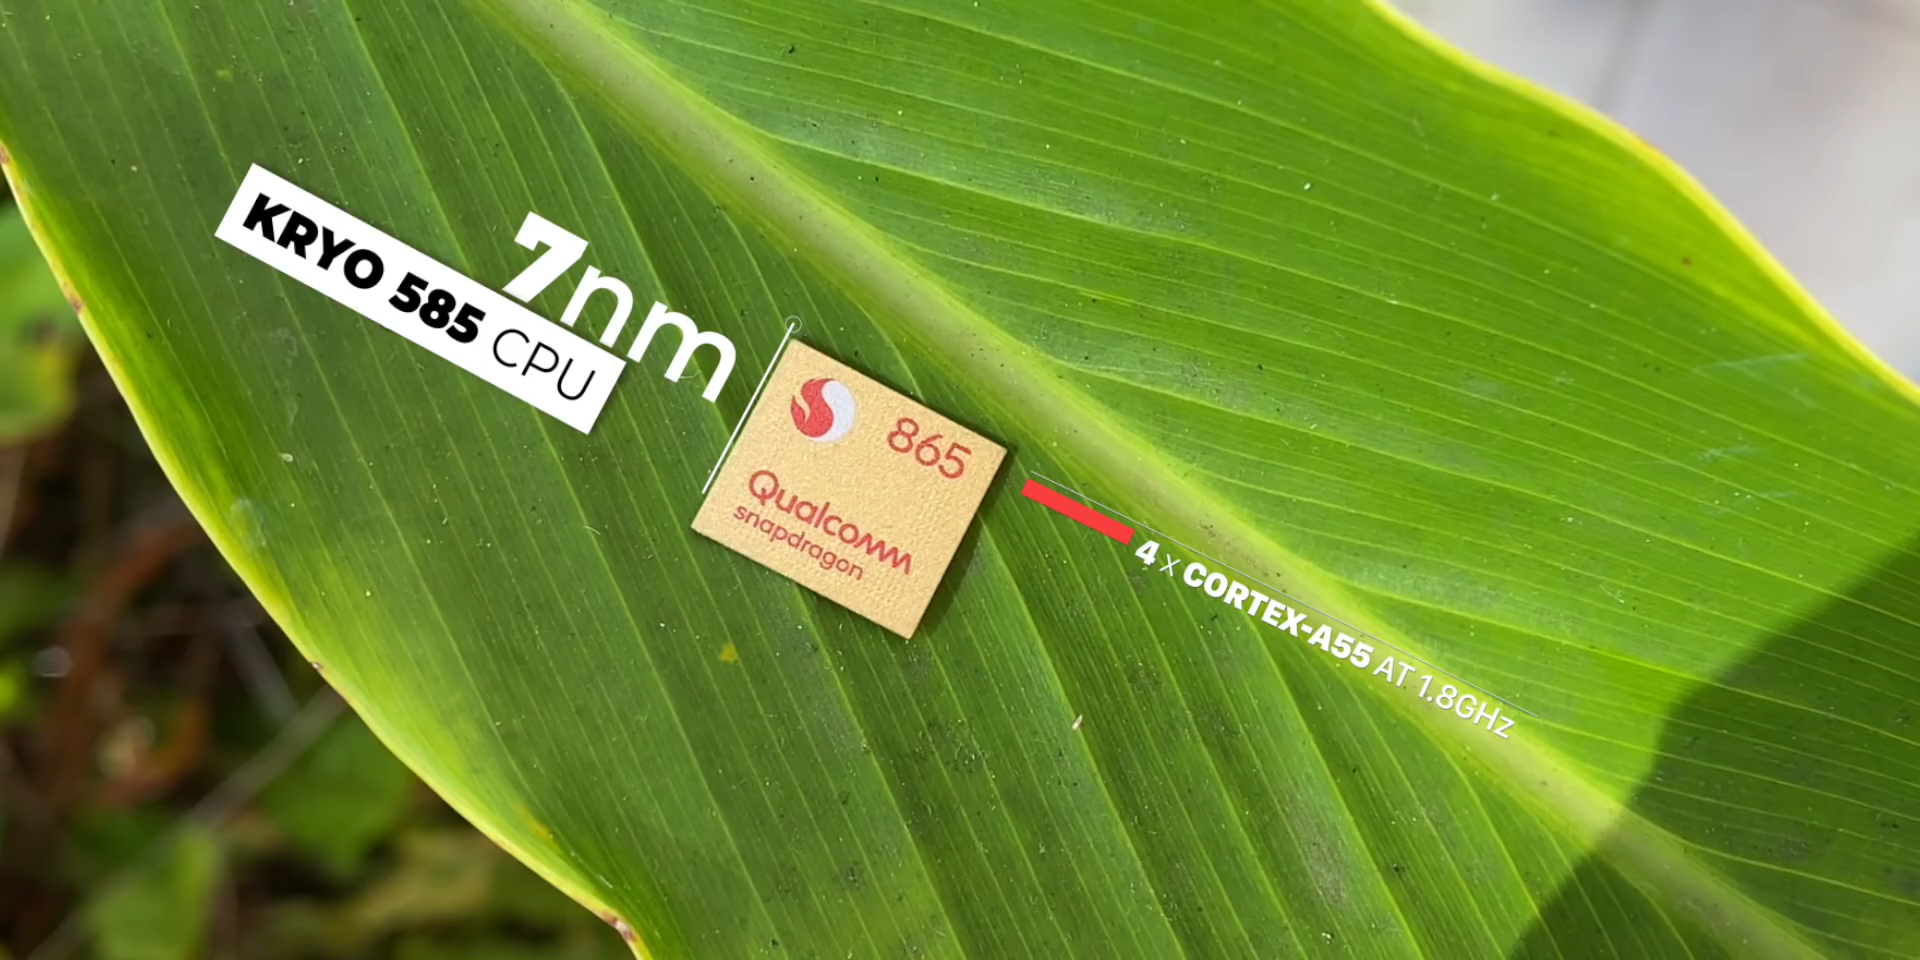 7nm
KRYO 585 CPU
865
Qualcomm
snapdragon
4 x CORTEX-A55 AT 1.8GHz